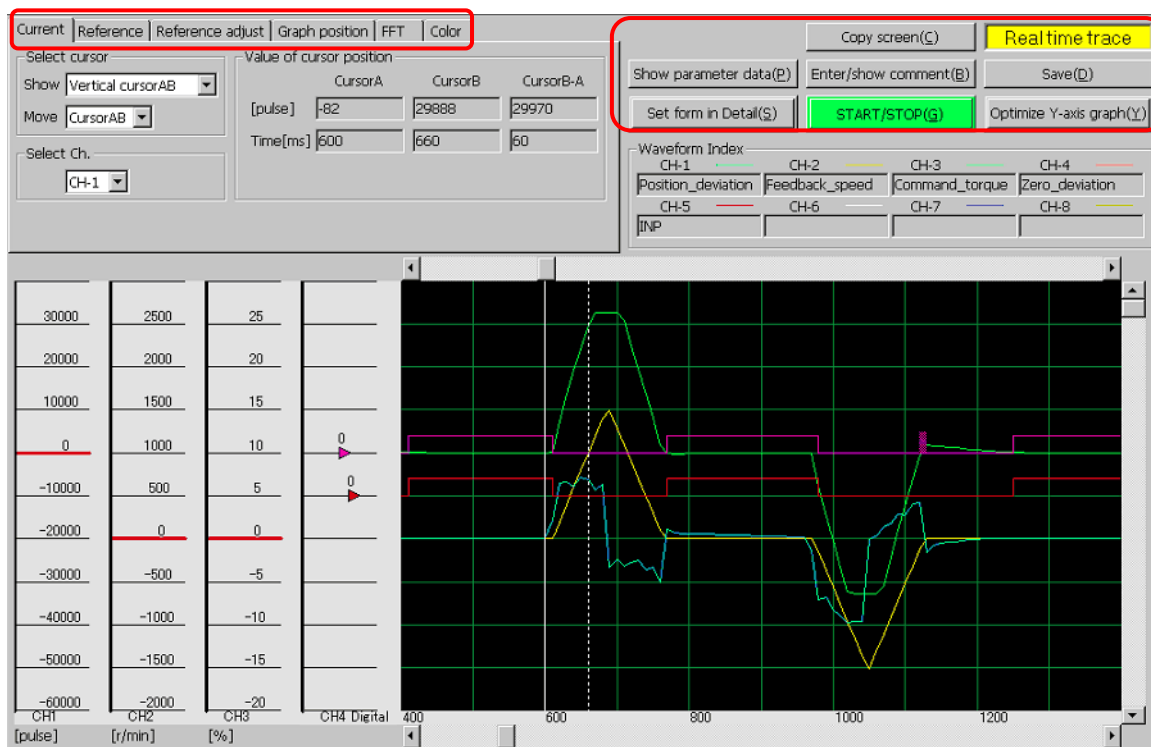 Current Reference Reference adjust Graph position FFT Color
Select cursor
Show Vertical cursorAB
Move CursorAB
Select Ch.
CH-1
Value of cursor position
CursorA CursorB CursorB-A
[pulse] -82 29888 29970
Time[ms] 600 660 60
Copy screen(C) Real time trace
Show parameter data(P) Enter/show comment(B) Save(D)
Set form in Detail(S) START/STOP(G) Optimize Y-axis graph(Y)
Waveform Index
CH-1 CH-2 CH-3 CH-4
Position_deviation Feedback_speed Command_torque Zero_deviation
CH-5 CH-6 CH-7 CH-8
INP
30000 2500 25
20000 2000 20
10000 1500 15
0 1000 10 0
-10000 500 5 0
-20000 0 0
-30000 -500 -5
-40000 -1000 -10
-50000 -1500 -15
-60000 -2000 -20
CH1 CH2 CH3 CH4 Digital 400 600 800 1000 1200
[pulse] [r/min] [%]